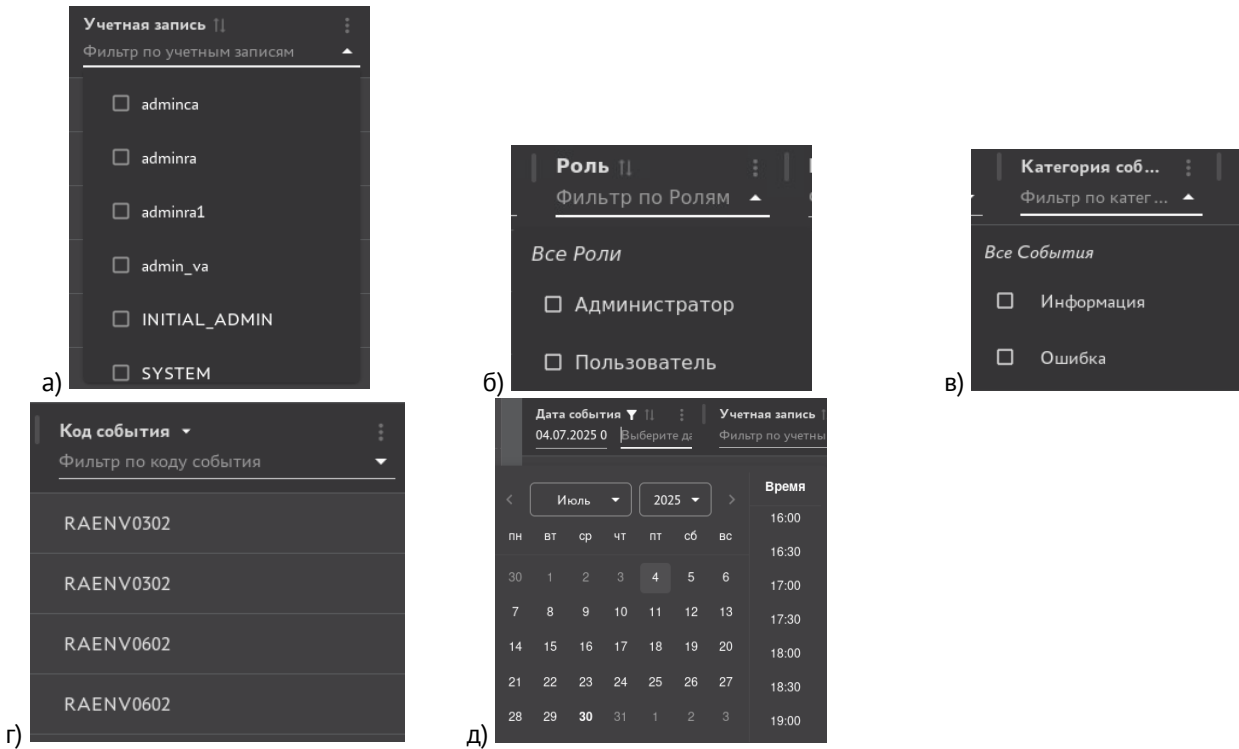 Учетная запись
Фильтр по учетным записям
adminca
adminra
adminra1
admin_va
INITIAL_ADMIN
SYSTEM
а)
Роль
Фильтр по Ролям
Все Роли
Администратор
Пользователь
б)
Категория соб...
Фильтр по катег...
Все События
Информация
Ошибка
в)
Код события
Фильтр по коду события
RAENV0302
RAENV0302
RAENV0602
RAENV0602
г)
Дата события Учетная запись
04.07.2025 0 Выберите да Фильтр по учетны
Июль 2025 Время
пн вт ср чт пт сб вс
30 1 2 3 4 5 6
7 8 9 10 11 12 13
14 15 16 17 18 19 20
21 22 23 24 25 26 27
28 29 30 31 1 2 3
16:00
16:30
17:00
17:30
18:00
18:30
19:00
д)